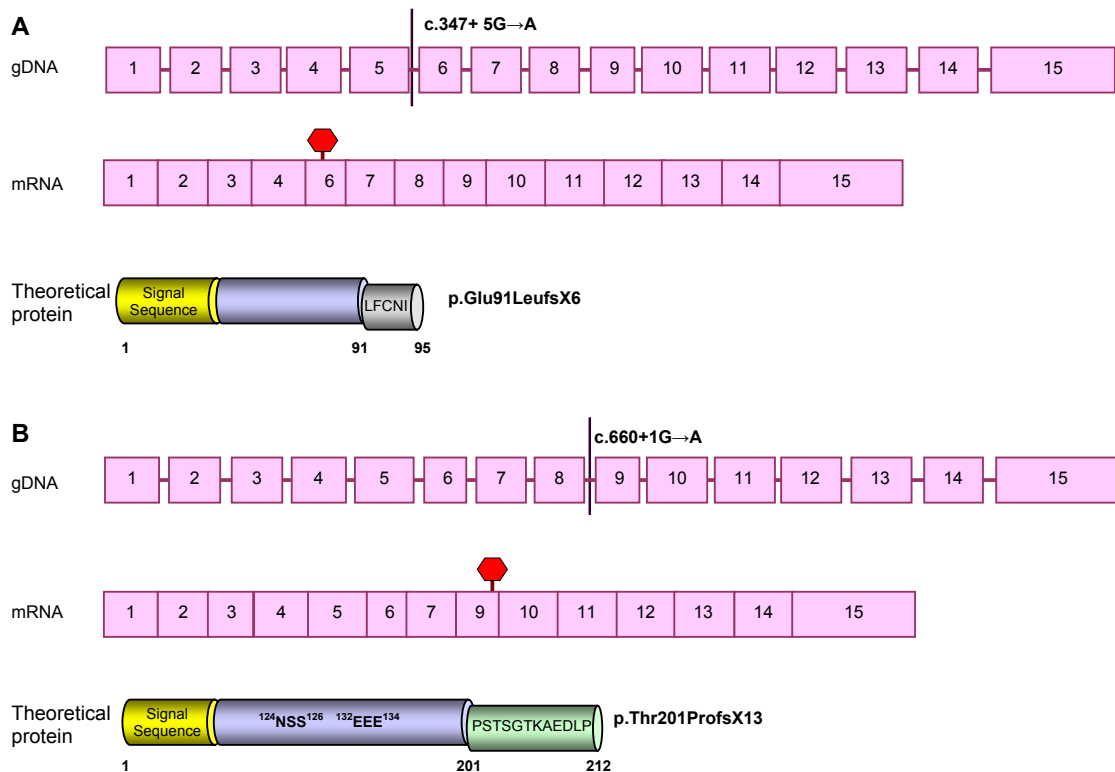 A
c.347+ 5G→A
gDNA 1 2 3 4 5 6 7 8 9 10 11 12 13 14 15
mRNA 1 2 3 4 6 7 8 9 10 11 12 13 14 15
Theoretical
protein
Signal
Sequence
LFCNI
p.Glu91LeufsX6
1 91 95
B
c.660+1G→A
gDNA 1 2 3 4 5 6 7 8 9 10 11 12 13 14 15
mRNA 1 2 3 4 5 6 7 9 10 11 12 13 14 15
Theoretical
protein
Signal
Sequence
¹²⁴NSS¹²⁶ ¹³²EEE¹³⁴
PSTSGTKAEDLP
p.Thr201ProfsX13
1 201 212